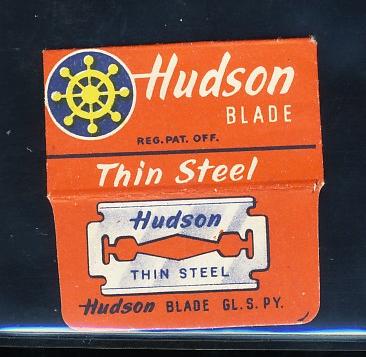 Hudson
BLADE
REG. PAT. OFF.
Thin Steel
Hudson
THIN STEEL
Hudson BLADE GL. S. PY.